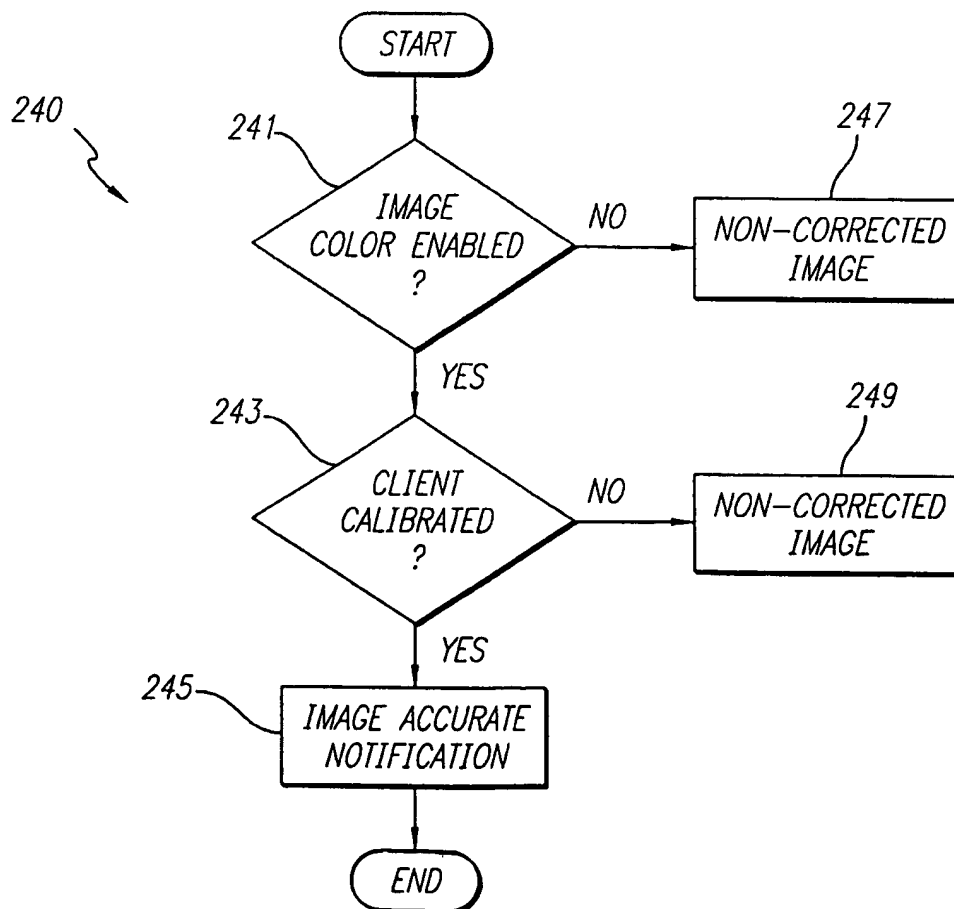 START
240
241
247
IMAGE
COLOR ENABLED
?
NO
NON-CORRECTED
IMAGE
YES
243
249
CLIENT
CALIBRATED
?
NO
NON-CORRECTED
IMAGE
YES
245
IMAGE ACCURATE
NOTIFICATION
END